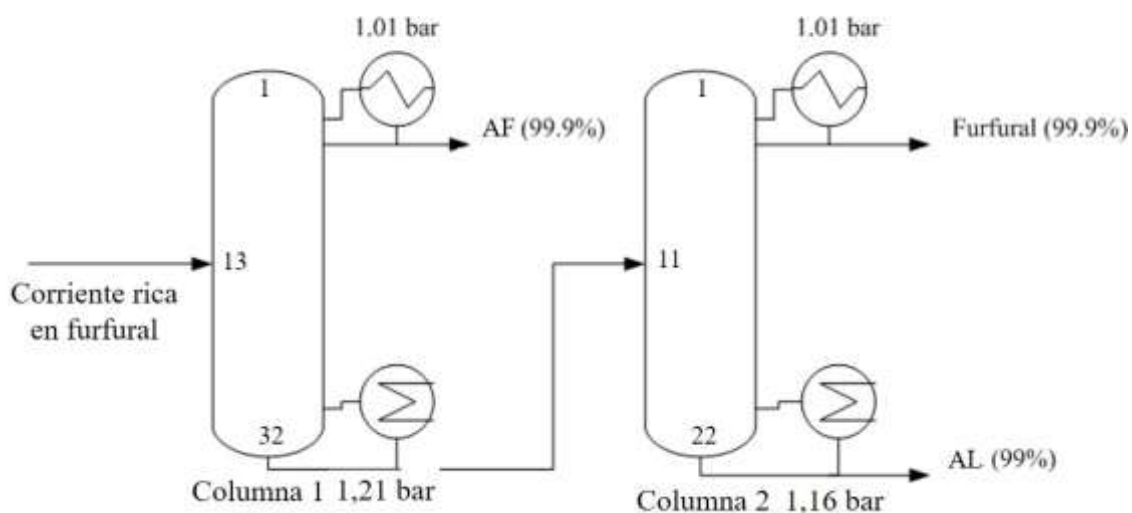 1.01 bar
1.01 bar
1
1
AF (99.9%)
Furfural (99.9%)
13
11
Corriente rica
en furfural
32
22
AL (99%)
Columna 1 1,21 bar
Columna 2 1,16 bar